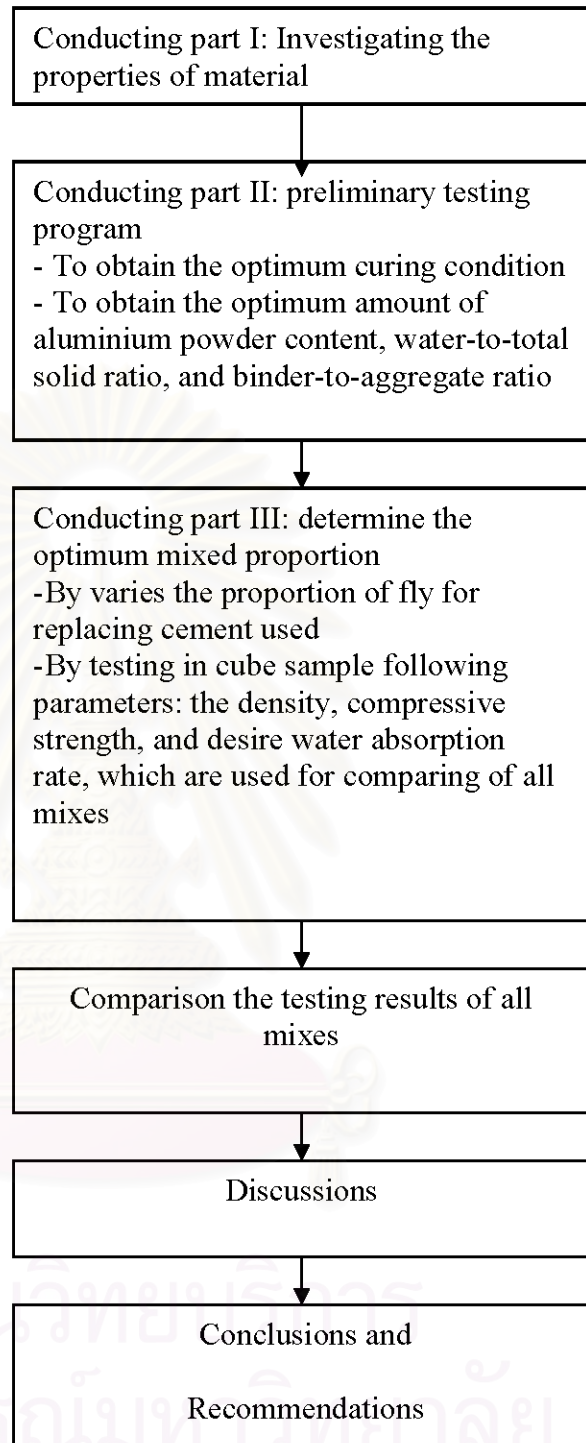 Conducting part I: Investigating the
properties of material
Conducting part II: preliminary testing
program
- To obtain the optimum curing condition
- To obtain the optimum amount of
aluminium powder content, water-to-total
solid ratio, and binder-to-aggregate ratio
Conducting part III: determine the
optimum mixed proportion
-By varies the proportion of fly for
replacing cement used
-By testing in cube sample following
parameters: the density, compressive
strength, and desire water absorption
rate, which are used for comparing of all
mixes
Comparison the testing results of all
mixes
Discussions
Conclusions and
Recommendations